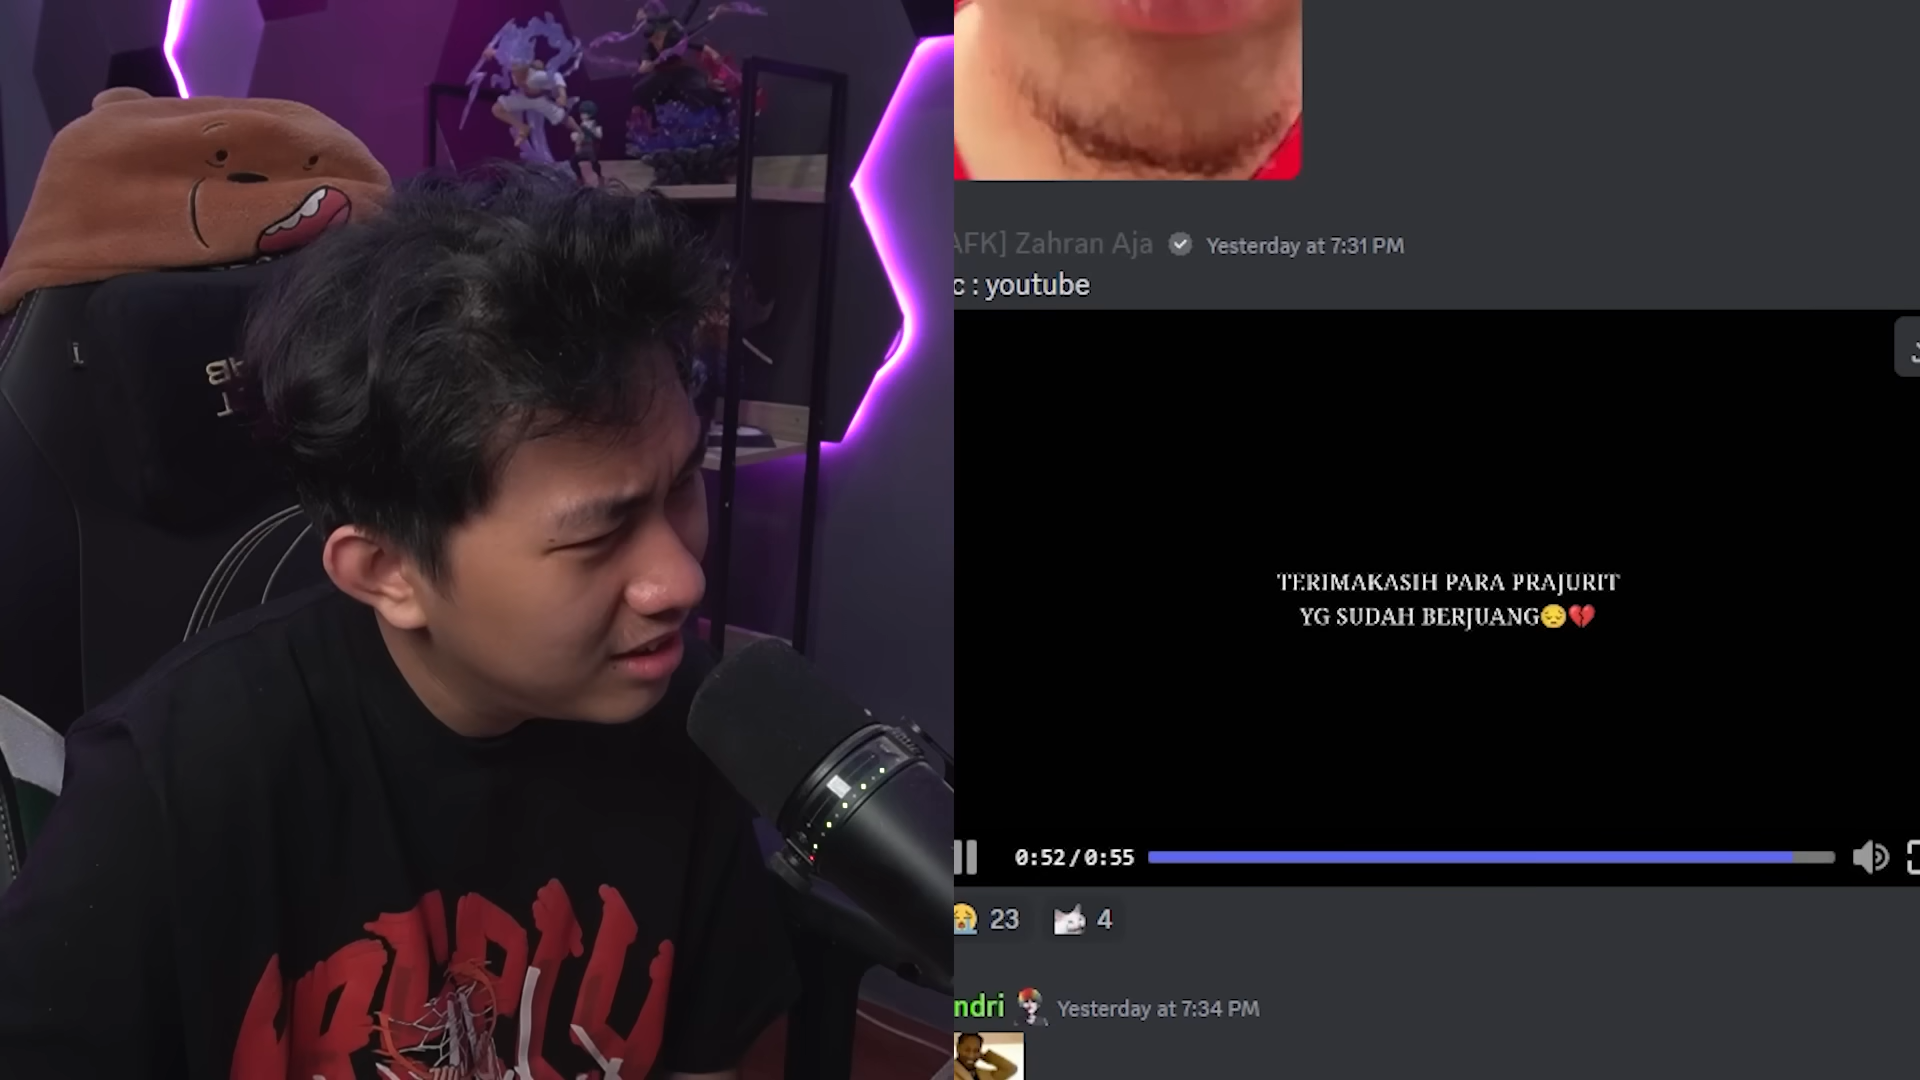 AFK] Zahran Aja Yesterday at 7:31 PM
c : youtube
TERIMAKASIH PARA PRAJURIT
YG SUDAH BERJUANG😔💔
0:52/0:55
23 4
ndri Yesterday at 7:34 PM